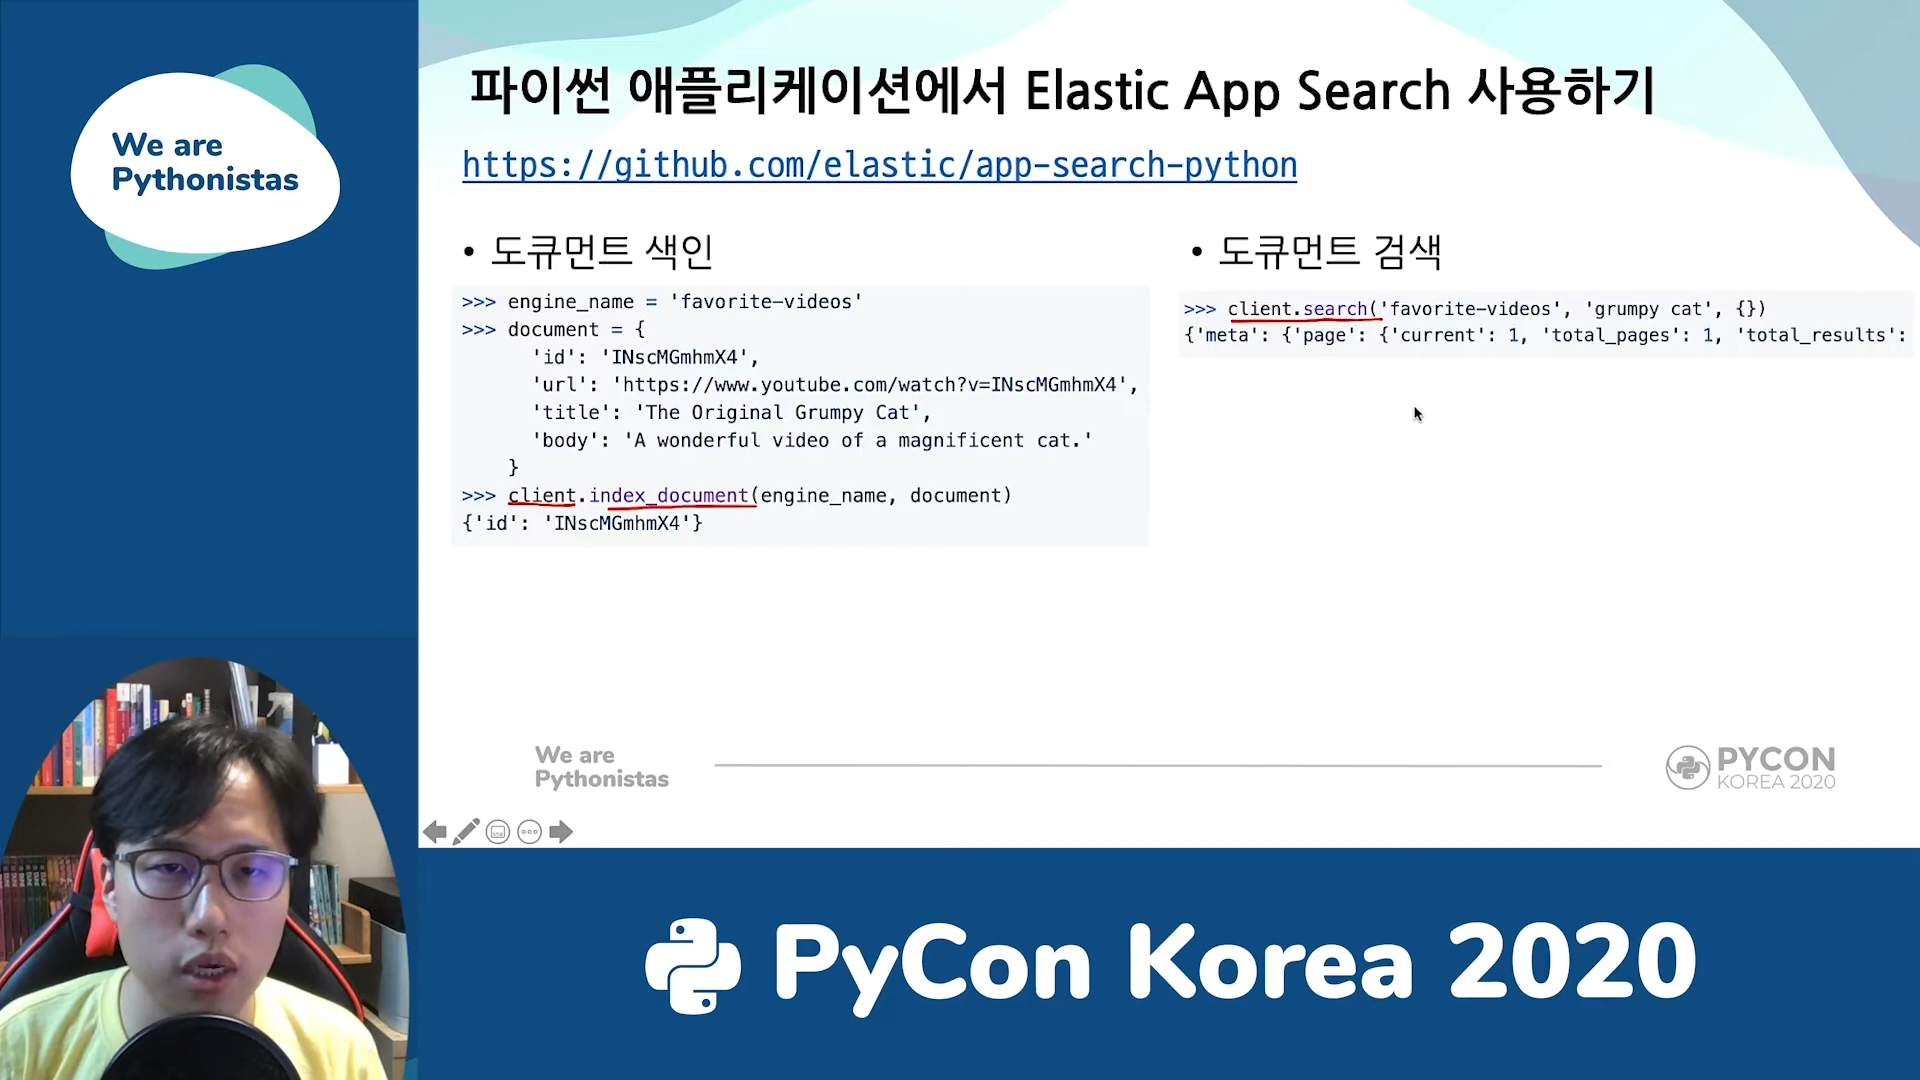 We are
Pythonistas
파이썬 애플리케이션에서 Elastic App Search 사용하기
https://github.com/elastic/app-search-python
• 도큐먼트 색인
>>> engine_name = 'favorite-videos'
>>> document = {
'id': 'INscMGmhmX4',
'url': 'https://www.youtube.com/watch?v=INscMGmhmX4',
'title': 'The Original Grumpy Cat',
'body': 'A wonderful video of a magnificent cat.'
}
>>> client.index_document(engine_name, document)
{'id': 'INscMGmhmX4'}
• 도큐먼트 검색
>>> client.search('favorite-videos', 'grumpy cat', {})
{'meta': {'page': {'current': 1, 'total_pages': 1, 'total_results':
We are
Pythonistas
PYCON
KOREA 2020
PyCon Korea 2020